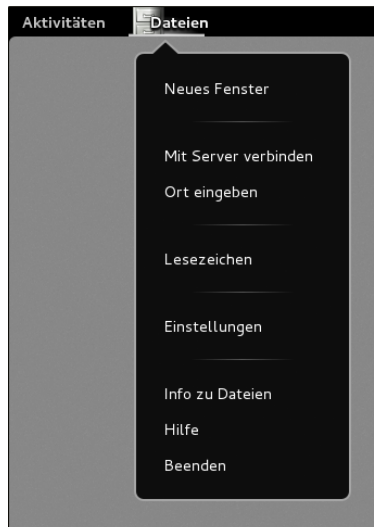 Aktivitäten Dateien
Neues Fenster
Mit Server verbinden
Ort eingeben
Lesezeichen
Einstellungen
Info zu Dateien
Hilfe
Beenden